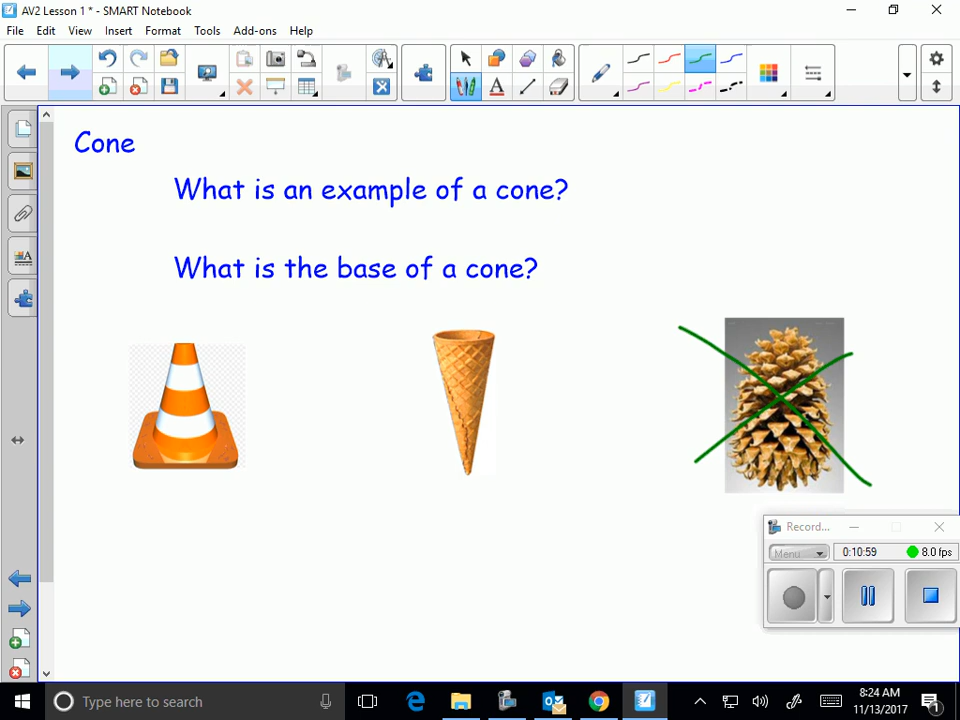 AV2 Lesson 1 * - SMART Notebook
File Edit View Insert Format Tools Add-ons Help
Cone
What is an example of a cone?
What is the base of a cone?
Record...
Menu 0:10:59 8.0 fps
Type here to search
8:24 AM
11/13/2017
1